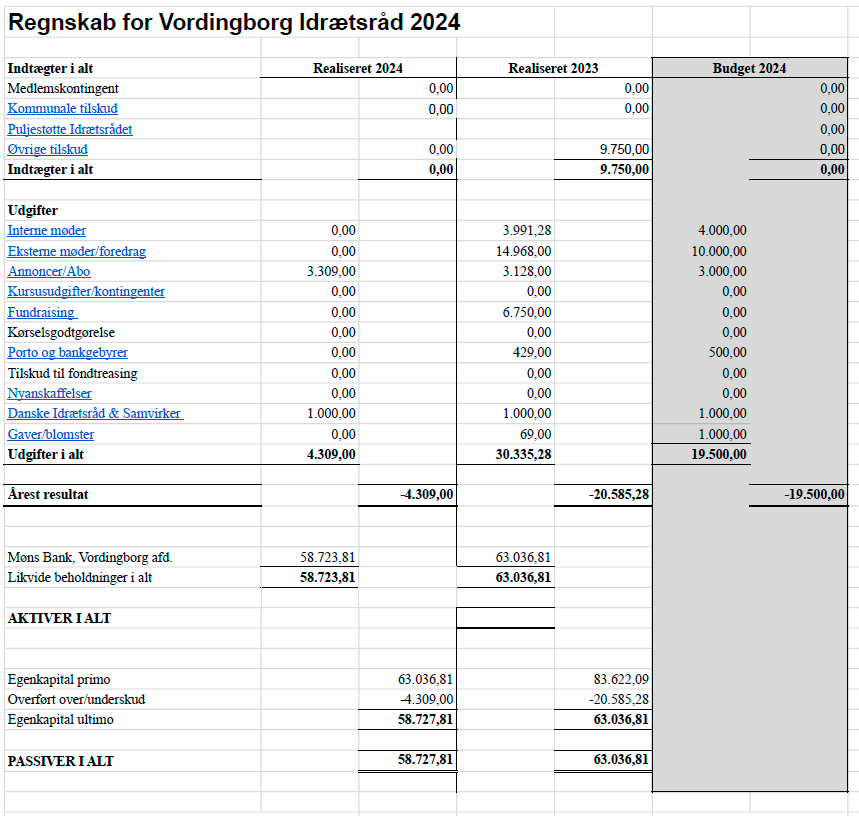 Regnskab for Vordingborg Idrætsråd 2024
Indtægter i alt Realiseret 2024 Realiseret 2023 Budget 2024
Medlemskontingent 0,00 0,00 0,00
Kommunale tilskud 0,00 0,00 0,00
Puljestøtte Idrætsrådet 0,00
Øvrige tilskud 0,00 9.750,00 0,00
Indtægter i alt 0,00 9.750,00 0,00
Udgifter
Interne møder 0,00 3.991,28 4.000,00
Eksterne møder/foredrag 0,00 14.968,00 10.000,00
Annoncer/Abo 3.309,00 3.128,00 3.000,00
Kursusudgifter/kontingenter 0,00 0,00 0,00
Fundraising 0,00 6.750,00 0,00
Kørselsgodtgørelse 0,00 0,00 0,00
Porto og bankgebyrer 0,00 429,00 500,00
Tilskud til fondtreasing 0,00 0,00 0,00
Nyanskaffelser 0,00 0,00 0,00
Danske Idrætsråd & Samvirker 1.000,00 1.000,00 1.000,00
Gaver/blomster 0,00 69,00 1.000,00
Udgifter i alt 4.309,00 30.335,28 19.500,00
Årest resultat -4.309,00 -20.585,28 -19.500,00
Møns Bank, Vordingborg afd. 58.723,81 63.036,81
Likvide beholdninger i alt 58.723,81 63.036,81
AKTIVER I ALT
Egenkapital primo 63.036,81 83.622,09
Overført over/underskud -4.309,00 -20.585,28
Egenkapital ultimo 58.727,81 63.036,81
PASSIVER I ALT 58.727,81 63.036,81